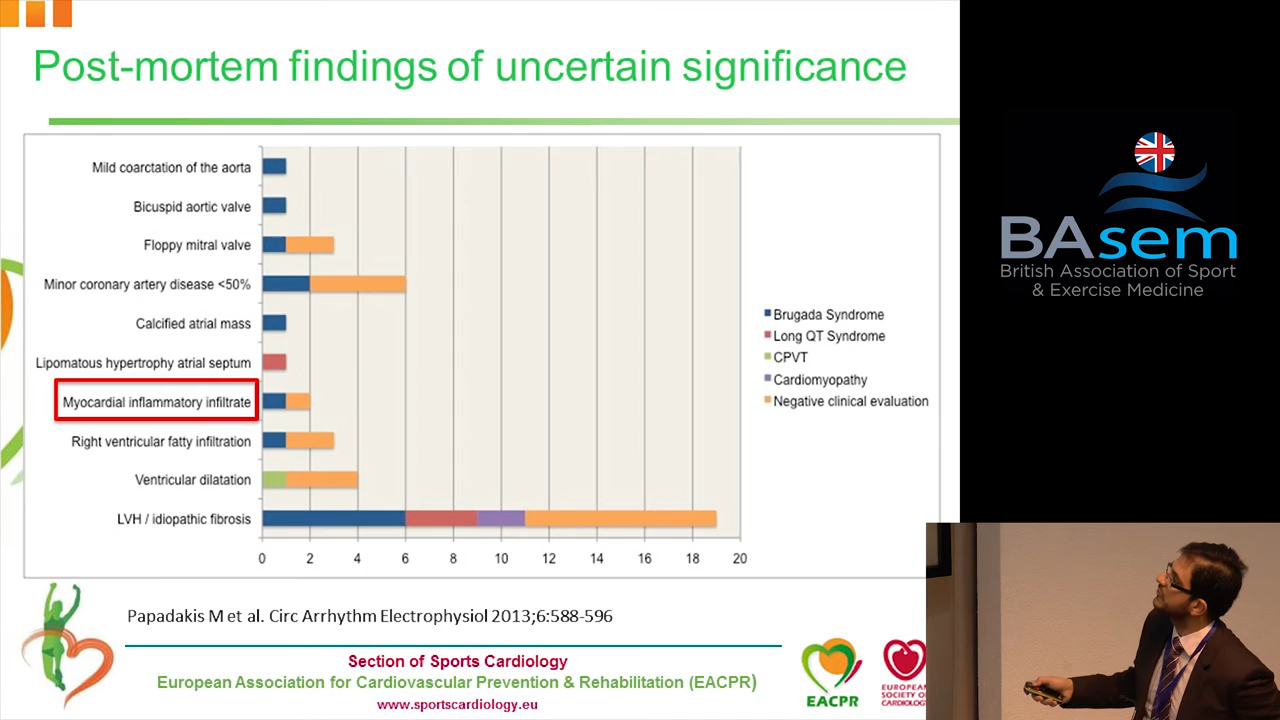 Post-mortem findings of uncertain significance
Mild coarctation of the aorta
Bicuspid aortic valve
Floppy mitral valve
Minor coronary artery disease <50%
Calcified atrial mass
Lipomatous hypertrophy atrial septum
Myocardial inflammatory infiltrate
Right ventricular fatty infiltration
Ventricular dilatation
LVH / idiopathic fibrosis
0 2 4 6 8 10 12 14 16 18 20
Brugada Syndrome
Long QT Syndrome
CPVT
Cardiomyopathy
Negative clinical evaluation
Papadakis M et al. Circ Arrhythm Electrophysiol 2013;6:588-596
Section of Sports Cardiology
European Association for Cardiovascular Prevention & Rehabilitation (EACPR)
www.sportscardiology.eu
EACPR
BAsem
British Association of Sport
& Exercise Medicine